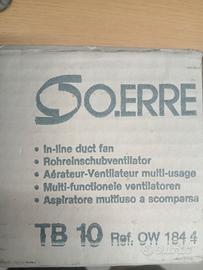 SO.ERRE
• In-line duct fan
• Rohreinschubventilator
• Aérateur-Ventilateur multi-usage
• Multi-functionele ventilatoren
• Aspiratore multiuso a scomparsa
TB 10 Ref. OW 184 4